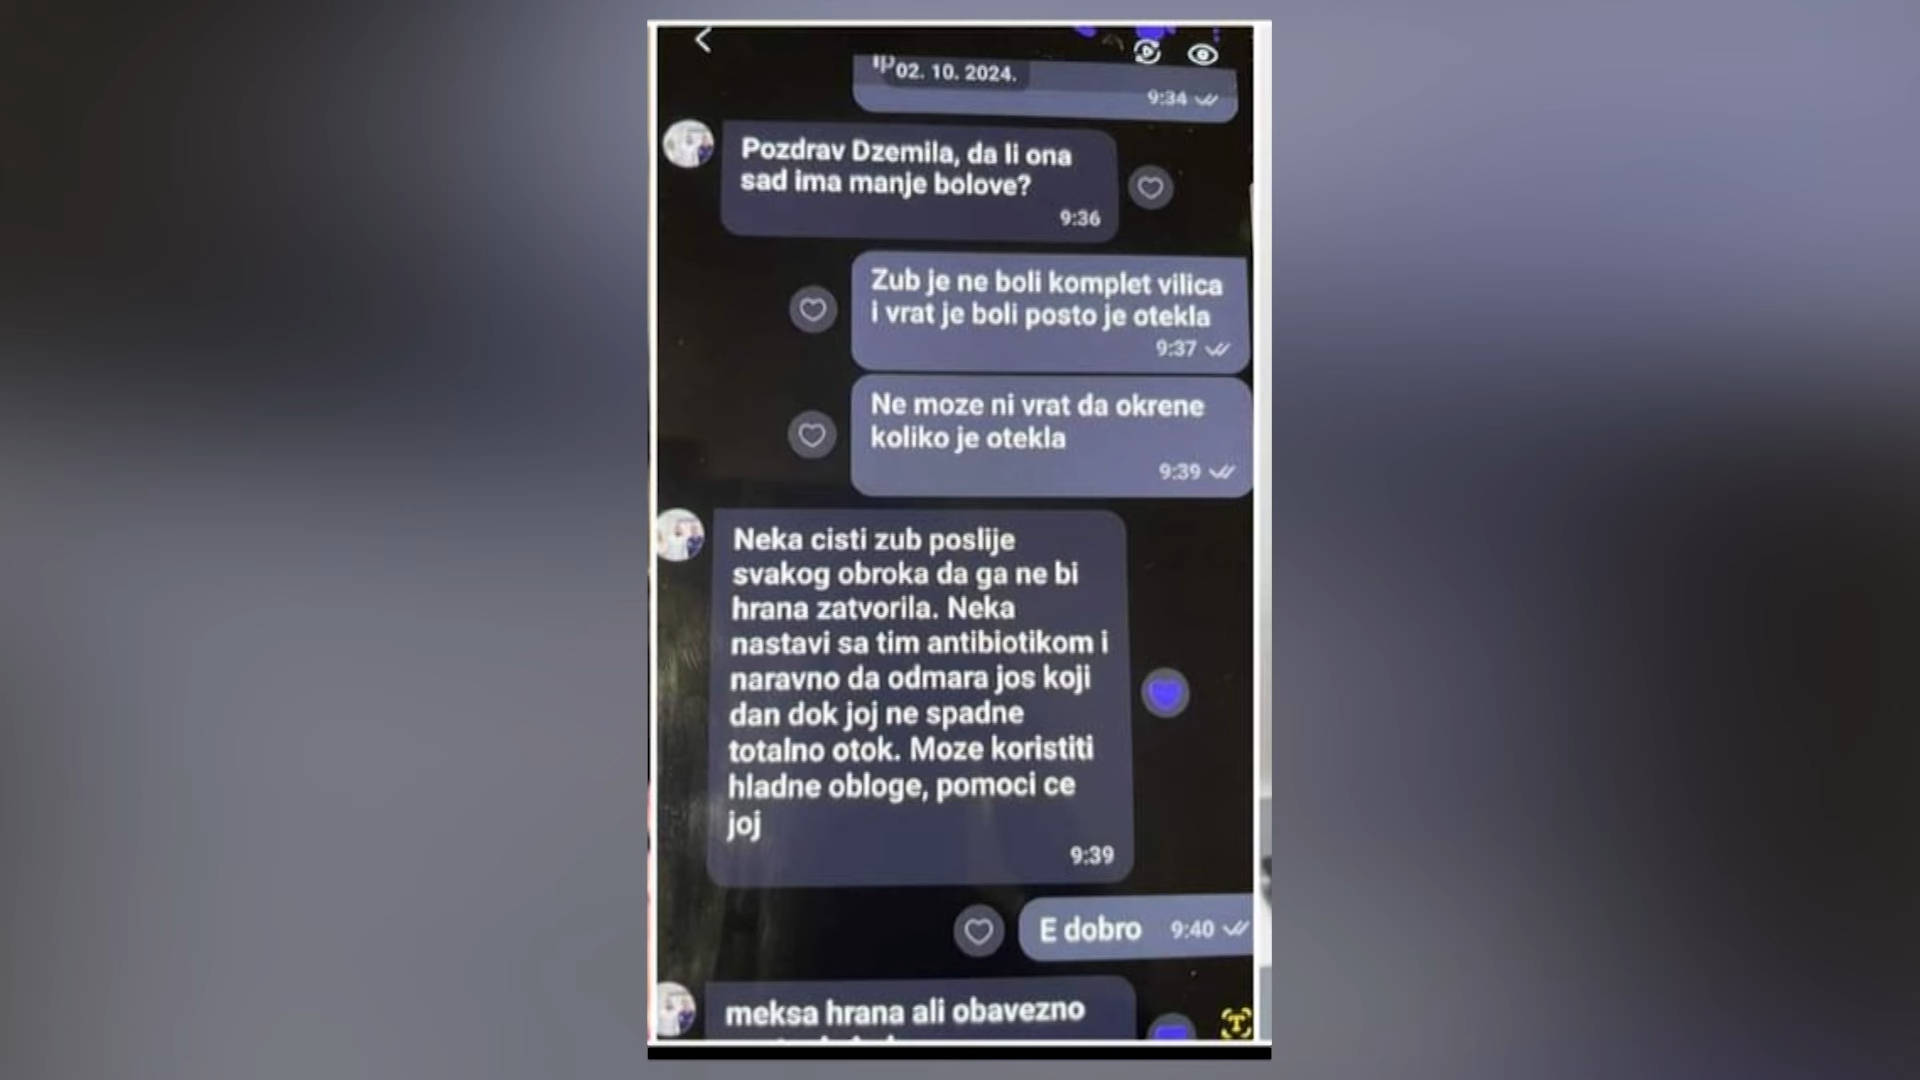 02. 10. 2024.
9:34
Pozdrav Dzemila, da li ona
sad ima manje bolove?
9:36
Zub je ne boli komplet vilica
i vrat je boli posto je otekla
9:37
Ne moze ni vrat da okrene
koliko je otekla
9:39
Neka cisti zub poslije
svakog obroka da ga ne bi
hrana zatvorila. Neka
nastavi sa tim antibiotikom i
naravno da odmara jos koji
dan dok joj ne spadne
totalno otok. Moze koristiti
hladne obloge, pomoci ce
joj
9:39
E dobro 9:40
meksa hrana ali obavezno